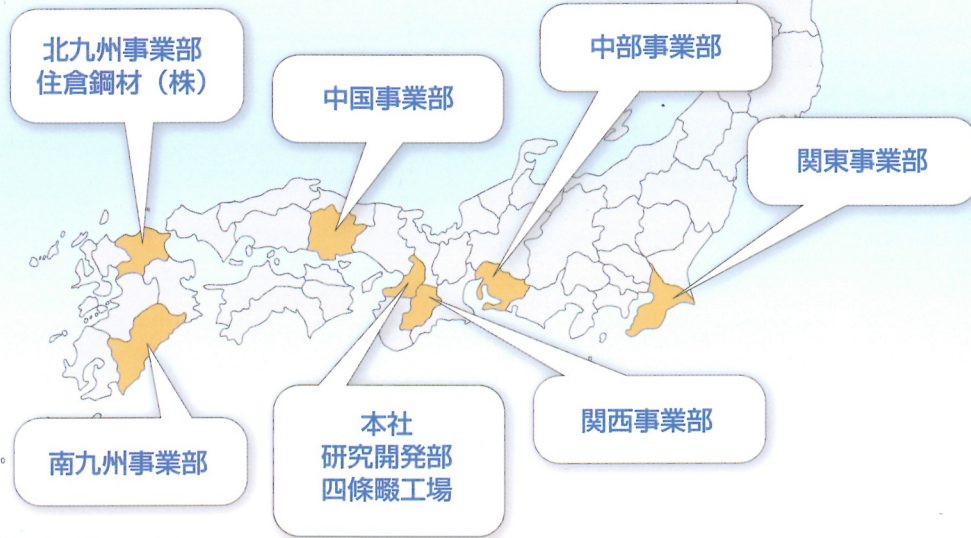 北九州事業部
住倉鋼材（株）
中国事業部
中部事業部
関東事業部
南九州事業部
本社
研究開発部
四條畷工場
関西事業部